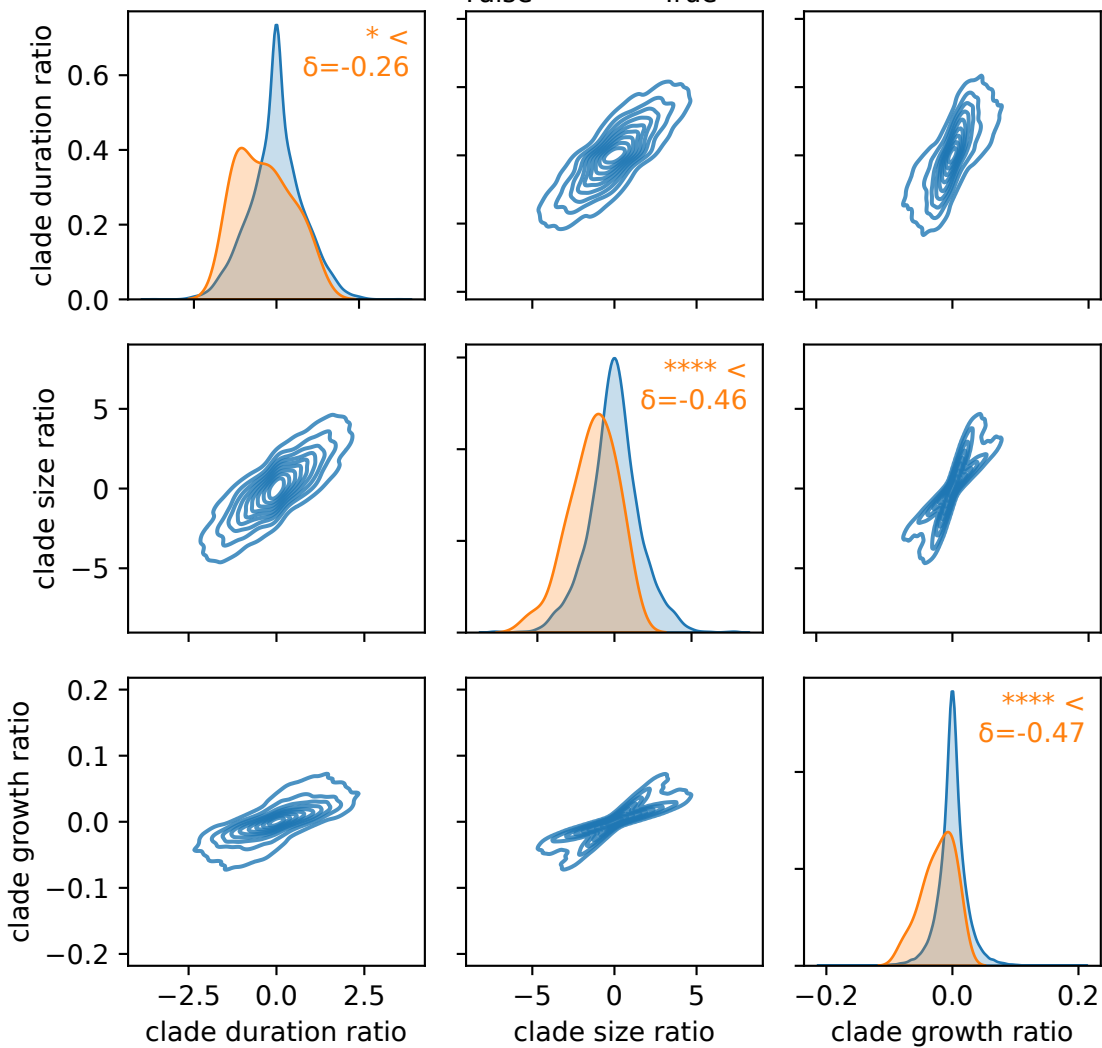 clade duration ratio
0.6
0.4
0.2
0.0
* <
δ=-0.26
clade size ratio
5
0
−5
**** <
δ=-0.46
clade growth ratio
0.2
0.1
0.0
−0.1
−0.2
**** <
δ=-0.47
−2.5 0.0 2.5
−5 0 5
−0.2 0.0 0.2
clade duration ratio
clade size ratio
clade growth ratio